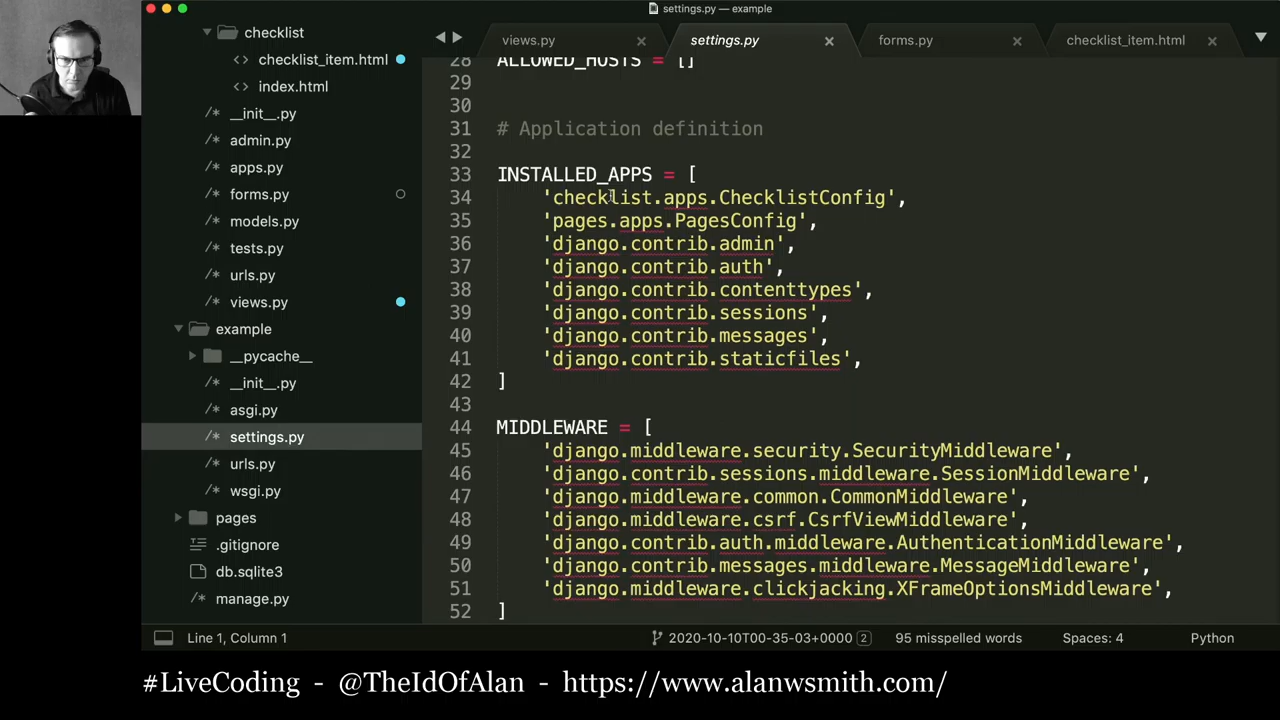 settings.py — example
checklist
checklist_item.html
index.html
__init__.py
admin.py
apps.py
forms.py
models.py
tests.py
urls.py
views.py
example
__pycache__
__init__.py
asgi.py
settings.py
urls.py
wsgi.py
pages
.gitignore
db.sqlite3
manage.py
views.py settings.py forms.py checklist_item.html
28 ALLOWED_HOSTS = []
29
30
31 # Application definition
32
33 INSTALLED_APPS = [
34 'checklist.apps.ChecklistConfig',
35 'pages.apps.PagesConfig',
36 'django.contrib.admin',
37 'django.contrib.auth',
38 'django.contrib.contenttypes',
39 'django.contrib.sessions',
40 'django.contrib.messages',
41 'django.contrib.staticfiles',
42 ]
43
44 MIDDLEWARE = [
45 'django.middleware.security.SecurityMiddleware',
46 'django.contrib.sessions.middleware.SessionMiddleware',
47 'django.middleware.common.CommonMiddleware',
48 'django.middleware.csrf.CsrfViewMiddleware',
49 'django.contrib.auth.middleware.AuthenticationMiddleware',
50 'django.contrib.messages.middleware.MessageMiddleware',
51 'django.middleware.clickjacking.XFrameOptionsMiddleware',
52 ]
Line 1, Column 1 2020-10-10T00-35-03+0000 2 95 misspelled words Spaces: 4 Python
#LiveCoding - @TheIdOfAlan - https://www.alanwsmith.com/